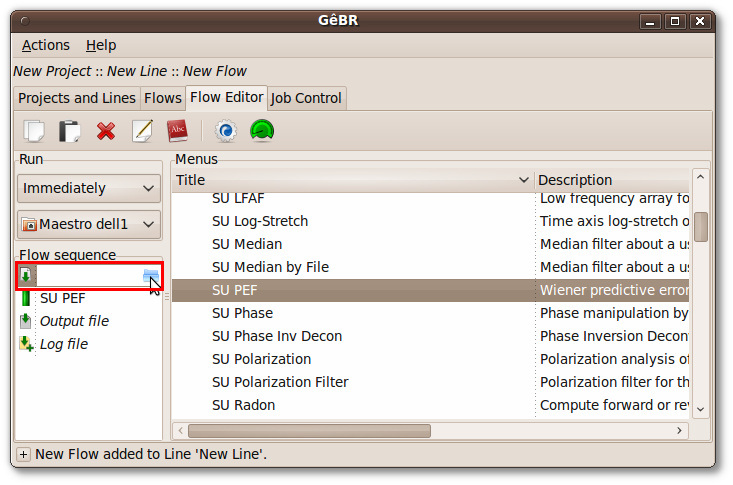 GêBR
Actions Help
New Project :: New Line :: New Flow
Projects and Lines Flows Flow Editor Job Control
Abc
Run
Immediately
Maestro dell1
Flow sequence
SU PEF
Output file
Log file
Menus
Title Description
SU LFAF Low frequency array fo
SU Log-Stretch Time axis log-stretch o
SU Median Median filter about a us
SU Median by File Median filter about a us
SU PEF Wiener predictive error
SU Phase Phase manipulation by
SU Phase Inv Decon Phase Inversion Decon
SU Polarization Polarization analysis of
SU Polarization Filter Polarization filter for th
SU Radon Compute forward or rev
New Flow added to Line 'New Line'.